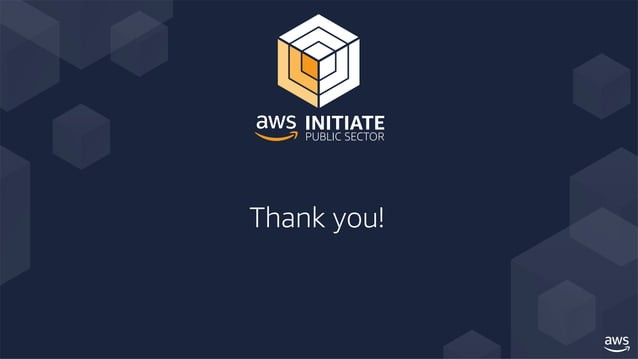 aws INITIATE
PUBLIC SECTOR
Thank you!
aws